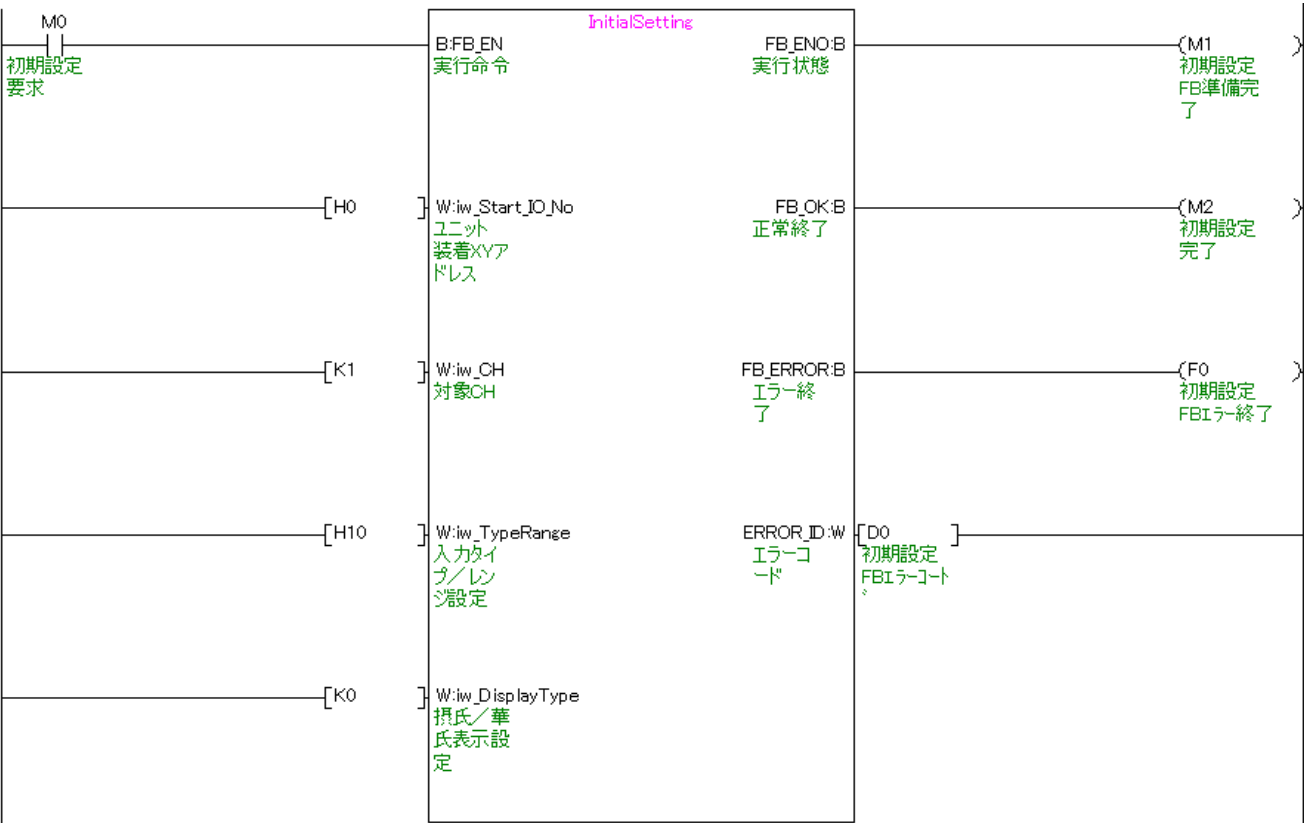 InitialSetting
M0
初期設定
要求
B:FB_EN
実行命令
FB_ENO:B
実行状態
M1
初期設定
FB準備完
了
H0
W:iw_Start_IO_No
ユニット
装着XYア
ドレス
FB_OK:B
正常終了
M2
初期設定
完了
K1
W:iw_CH
対象CH
FB_ERROR:B
エラー終
了
F0
初期設定
FBエラー終了
H10
W:iw_TypeRange
入力タイ
プ/レン
ジ設定
ERROR_ID:W
エラーコ
ード
D0
初期設定
FBエラーコート
゙
K0
W:iw_DisplayType
摂氏/華
氏表示設
定